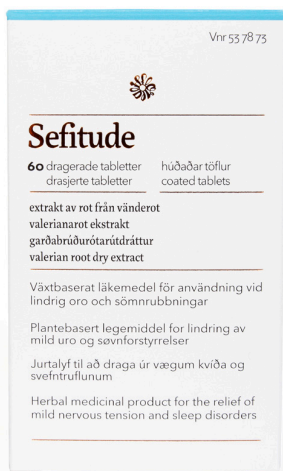 Vnr 53 78 73
Sefitude
60 dragerade tabletter
drasjerte tabletter
húðaðar töflur
coated tablets
extrakt av rot från vänderot
valerianarot ekstrakt
garðabrúðurótarútdráttur
valerian root dry extract
Växtbaserat läkemedel för användning vid
lindrig oro och sömnrubbningar
Plantebasert legemiddel for lindring av
mild uro og søvnforstyrrelser
Jurtalyf til að draga úr vægum kvíða og
svefntruflunum
Herbal medicinal product for the relief of
mild nervous tension and sleep disorders